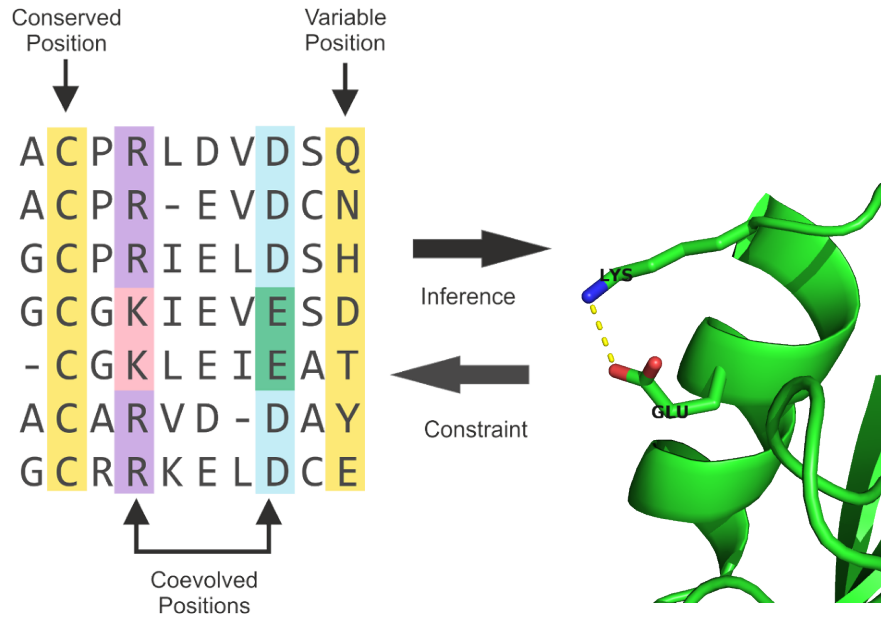 Conserved
Position
Variable
Position
ACPRLDVDSQ
ACPR-EVDCN
GCPRIELDSH
GCGKIEVESD
-CGKLEIEAT
ACARVD-DAY
GCRRKELDCE
Coevolved
Positions
Inference
Constraint
LYS
GLU